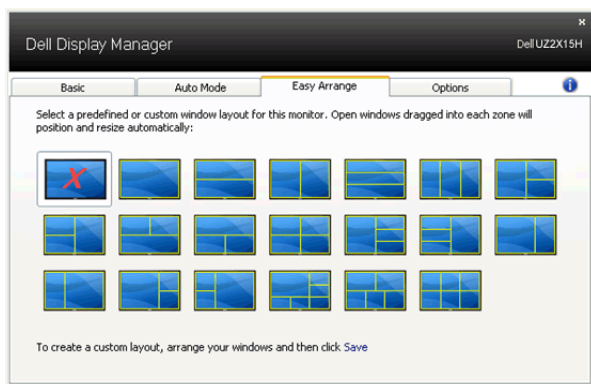 Dell Display Manager
Dell UZ2X15H
Basic
Auto Mode
Easy Arrange
Options
Select a predefined or custom window layout for this monitor. Open windows dragged into each zone will
position and resize automatically:
To create a custom layout, arrange your windows and then click Save